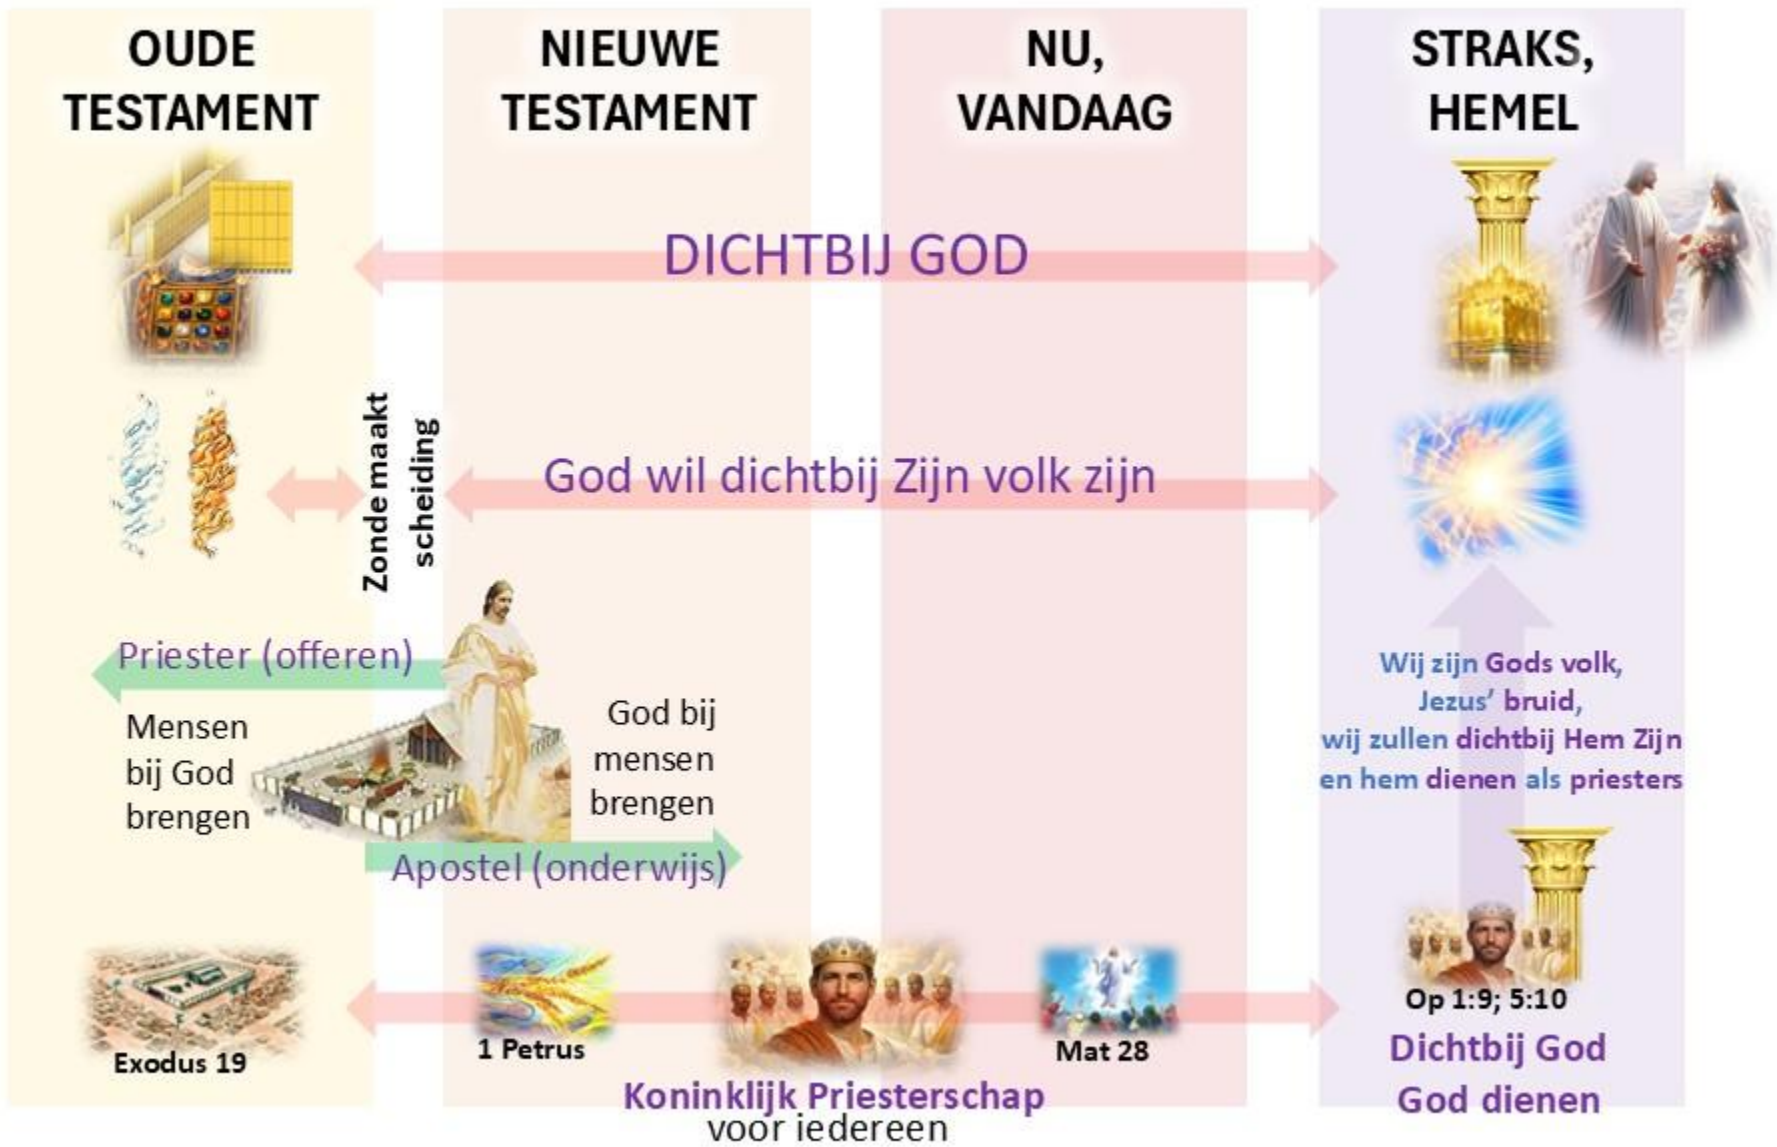 OUDE
TESTAMENT
NIEUWE
TESTAMENT
NU,
VANDAAG
STRAKS,
HEMEL
DICHTBIJ GOD
Zonde maakt
scheiding
God wil dichtbij Zijn volk zijn
Priester (offeren)
Mensen
bij God
brengen
God bij
mensen
brengen
Apostel (onderwijs)
Wij zijn Gods volk,
Jezus’ bruid,
wij zullen dichtbij Hem Zijn
en hem dienen als priesters
Exodus 19
1 Petrus
Koninklijk Priesterschap
voor iedereen
Mat 28
Op 1:9; 5:10
Dichtbij God
God dienen